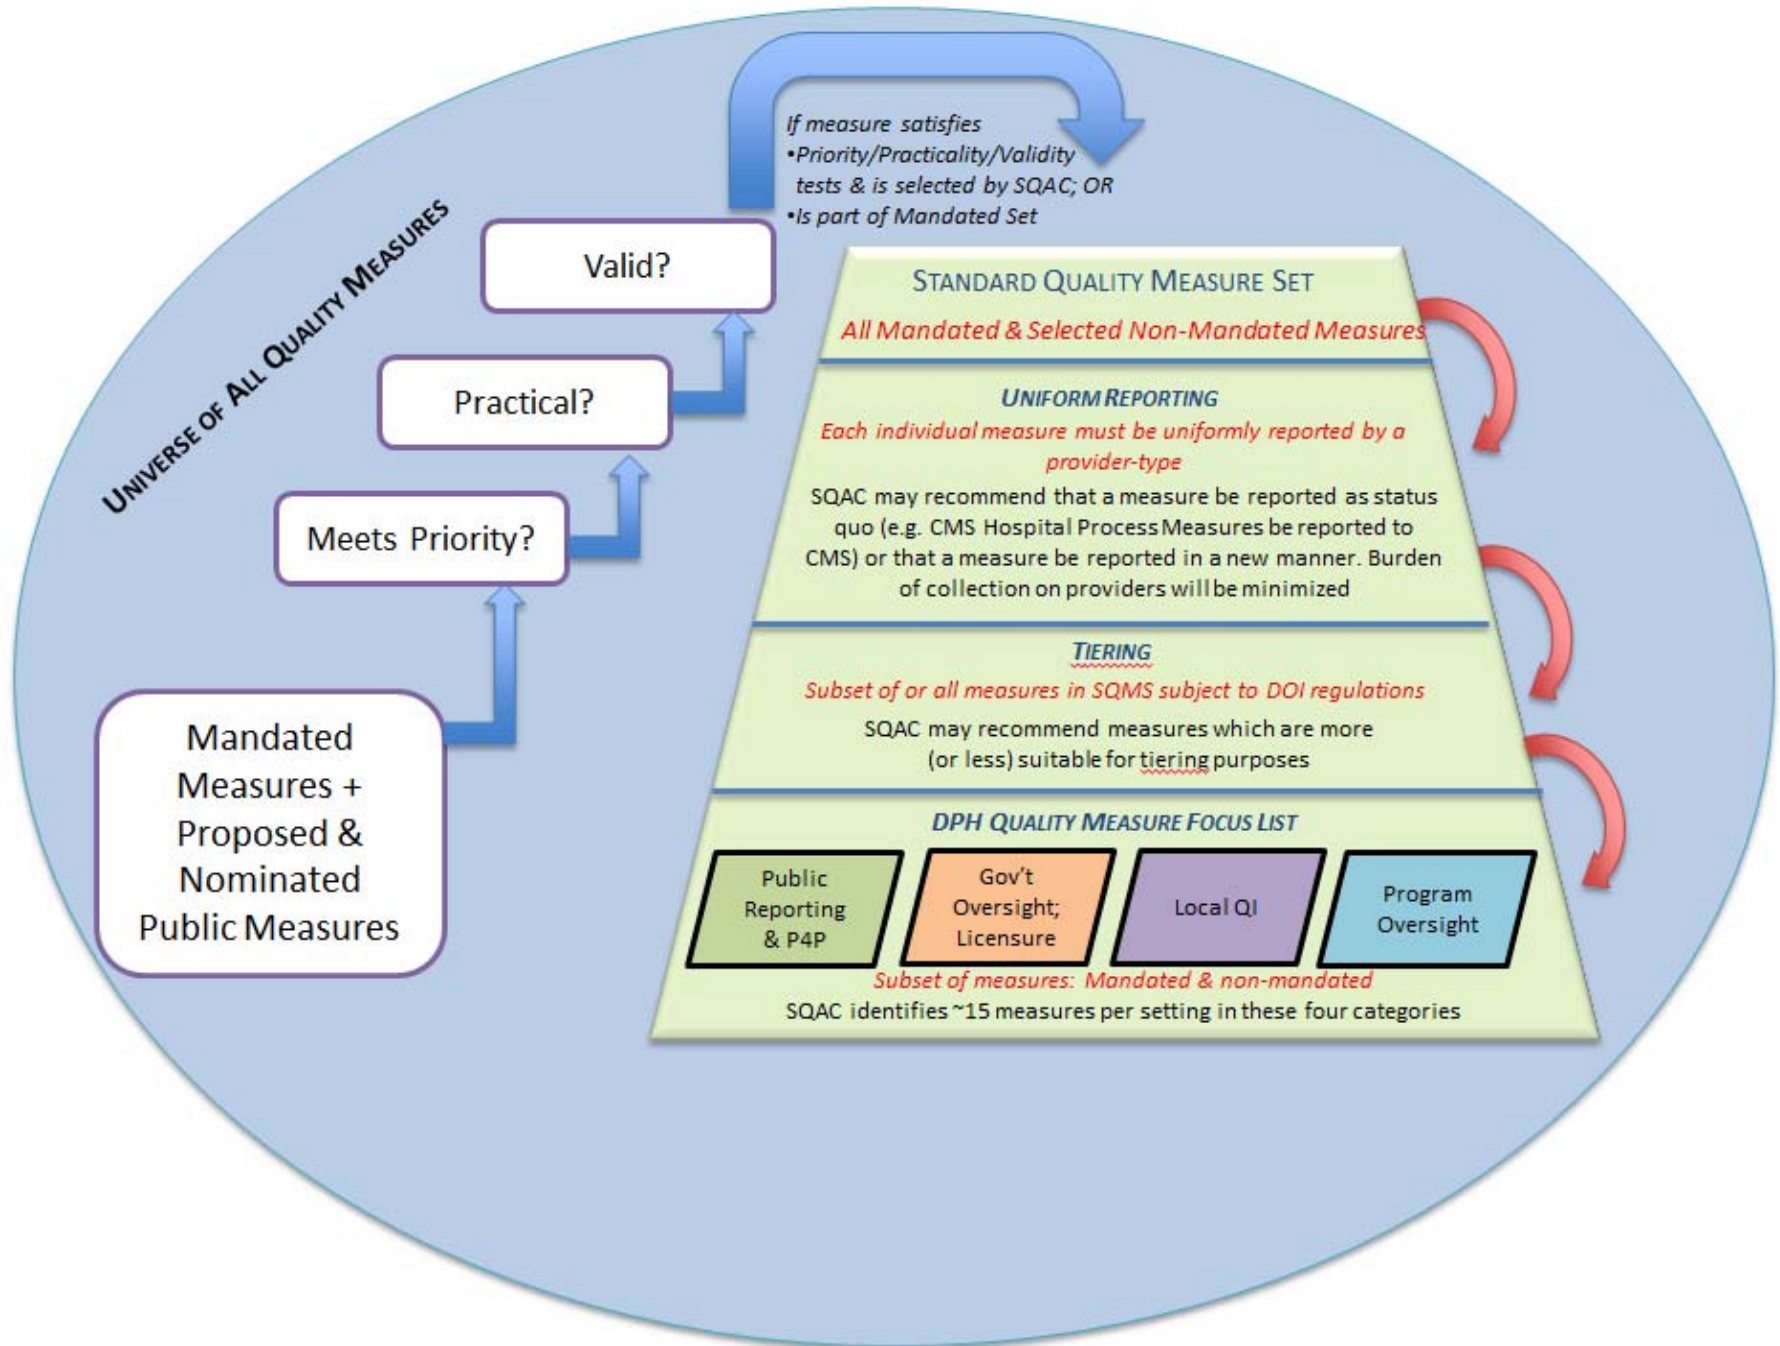 UNIVERSE OF ALL QUALITY MEASURES
If measure satisfies
•Priority/Practicality/Validity
tests & is selected by SQAC; OR
•Is part of Mandated Set
Valid?
Practical?
Meets Priority?
Mandated
Measures +
Proposed &
Nominated
Public Measures
STANDARD QUALITY MEASURE SET
All Mandated & Selected Non-Mandated Measures
UNIFORM REPORTING
Each individual measure must be uniformly reported by a
provider-type
SQAC may recommend that a measure be reported as status
quo (e.g. CMS Hospital Process Measures be reported to
CMS) or that a measure be reported in a new manner. Burden
of collection on providers will be minimized
TIERING
Subset of or all measures in SQMS subject to DOI regulations
SQAC may recommend measures which are more
(or less) suitable for tiering purposes
DPH QUALITY MEASURE FOCUS LIST
Public
Reporting
& P4P
Gov't
Oversight;
Licensure
Local QI
Program
Oversight
Subset of measures: Mandated & non-mandated
SQAC identifies ~15 measures per setting in these four categories